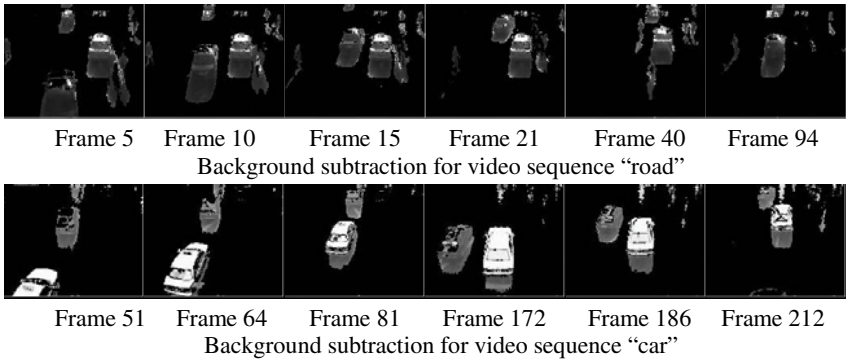 Frame 5 Frame 10 Frame 15 Frame 21 Frame 40 Frame 94
Background subtraction for video sequence “road”
Frame 51 Frame 64 Frame 81 Frame 172 Frame 186 Frame 212
Background subtraction for video sequence “car”